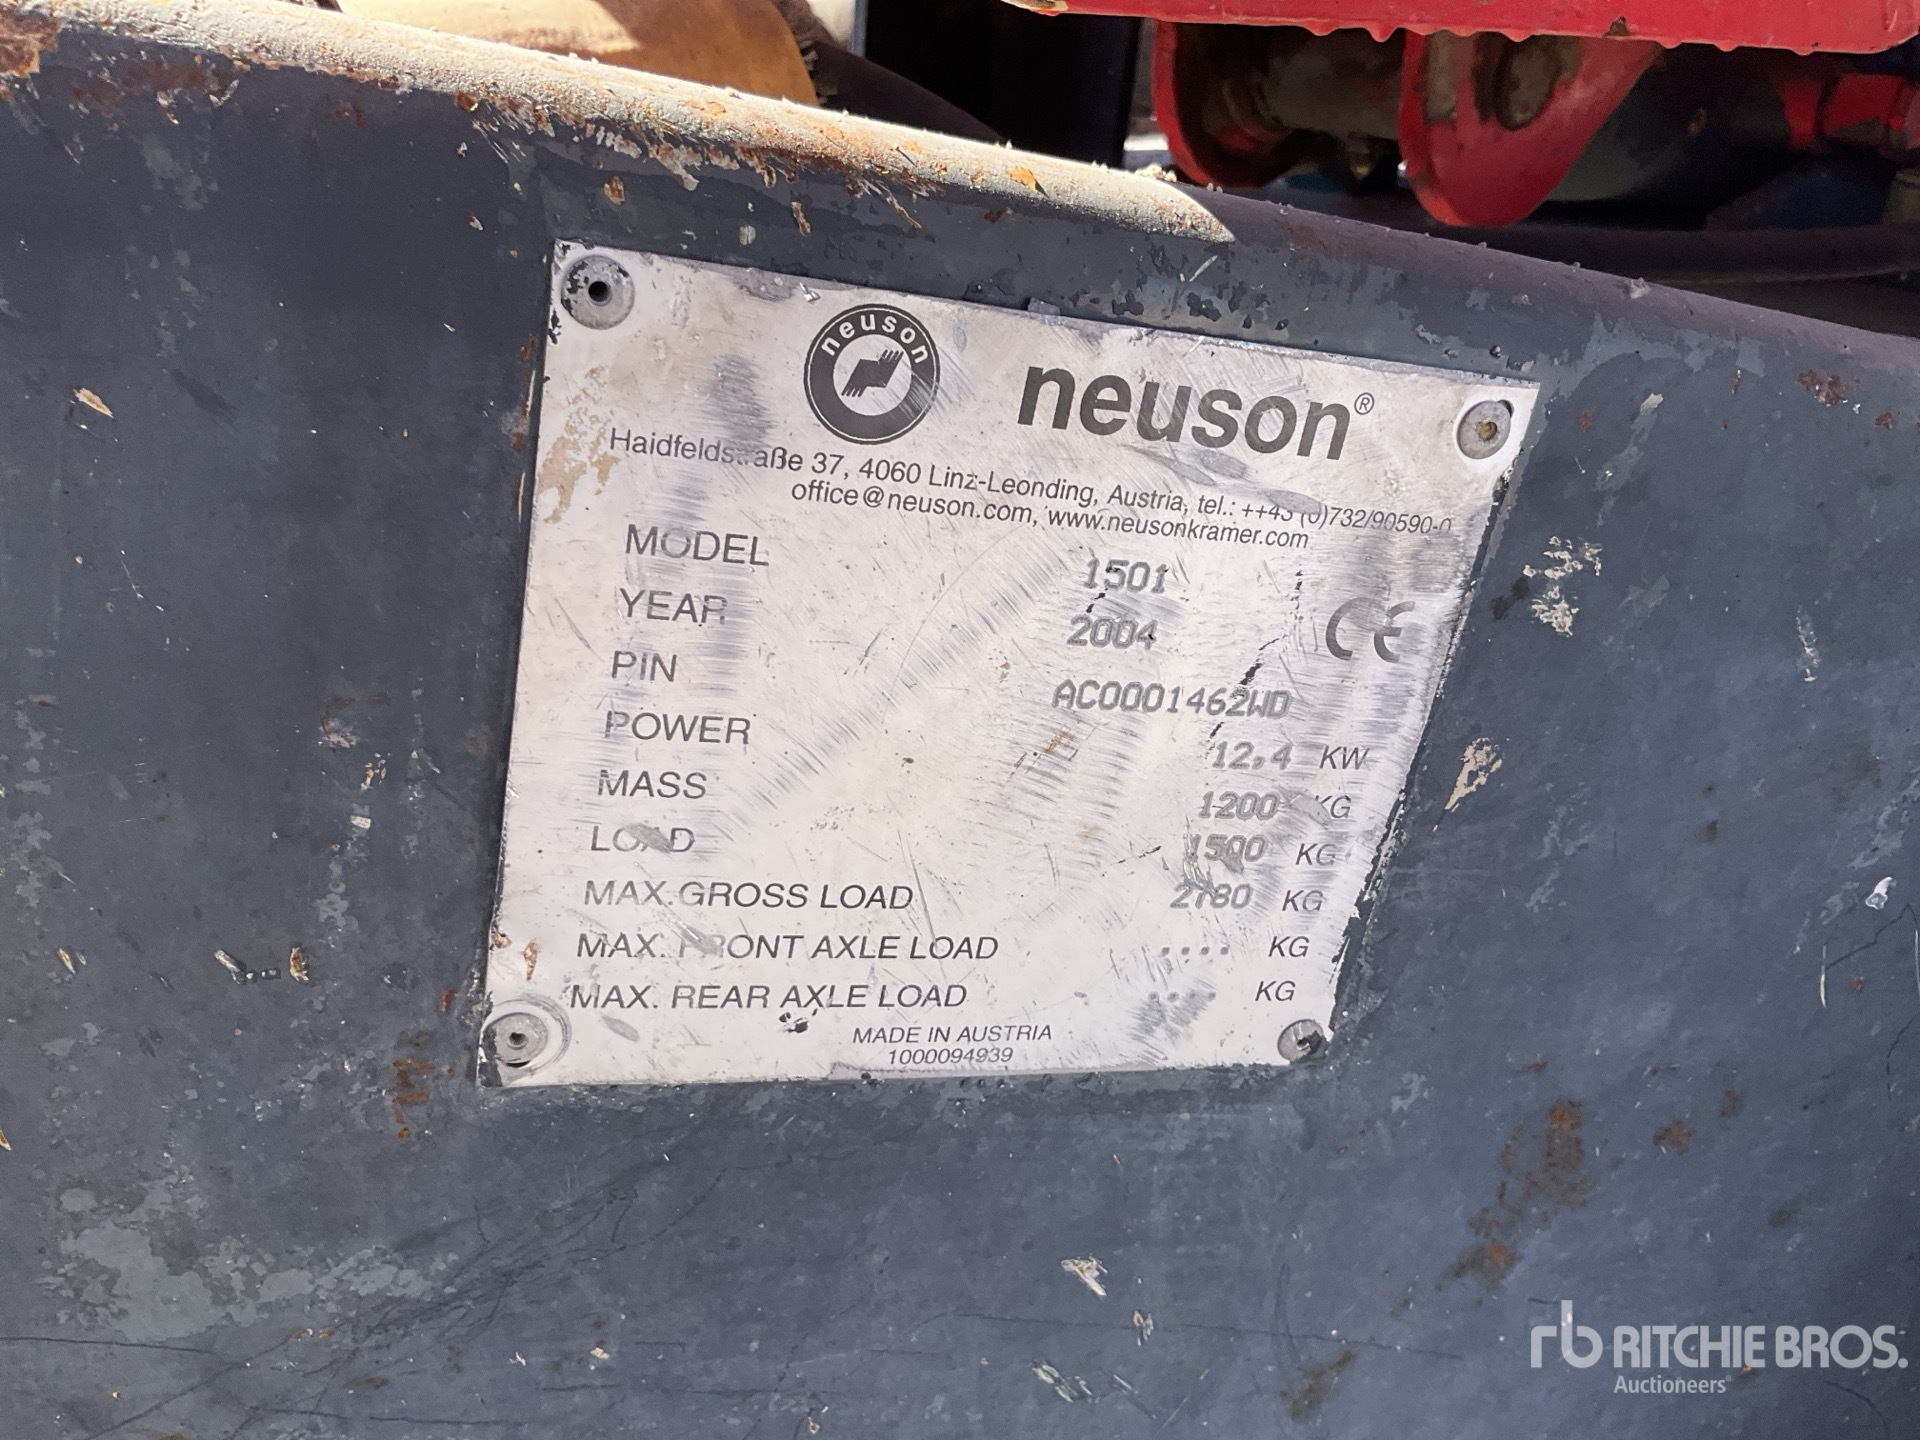 neuson
neuson®
Haidfeldstraße 37, 4060 Linz-Leonding, Austria, tel.: ++43 (0)732/90590-0
office@neuson.com, www.neusonkramer.com
MODEL 1501
YEAR 2004
CE
PIN AC0001462WD
POWER 12,4 KW
MASS 1200 KG
LOAD 1500 KG
MAX. GROSS LOAD 2780 KG
MAX. FRONT AXLE LOAD .... KG
MAX. REAR AXLE LOAD .... KG
MADE IN AUSTRIA
1000094939
rb RITCHIE BROS.
Auctioneers